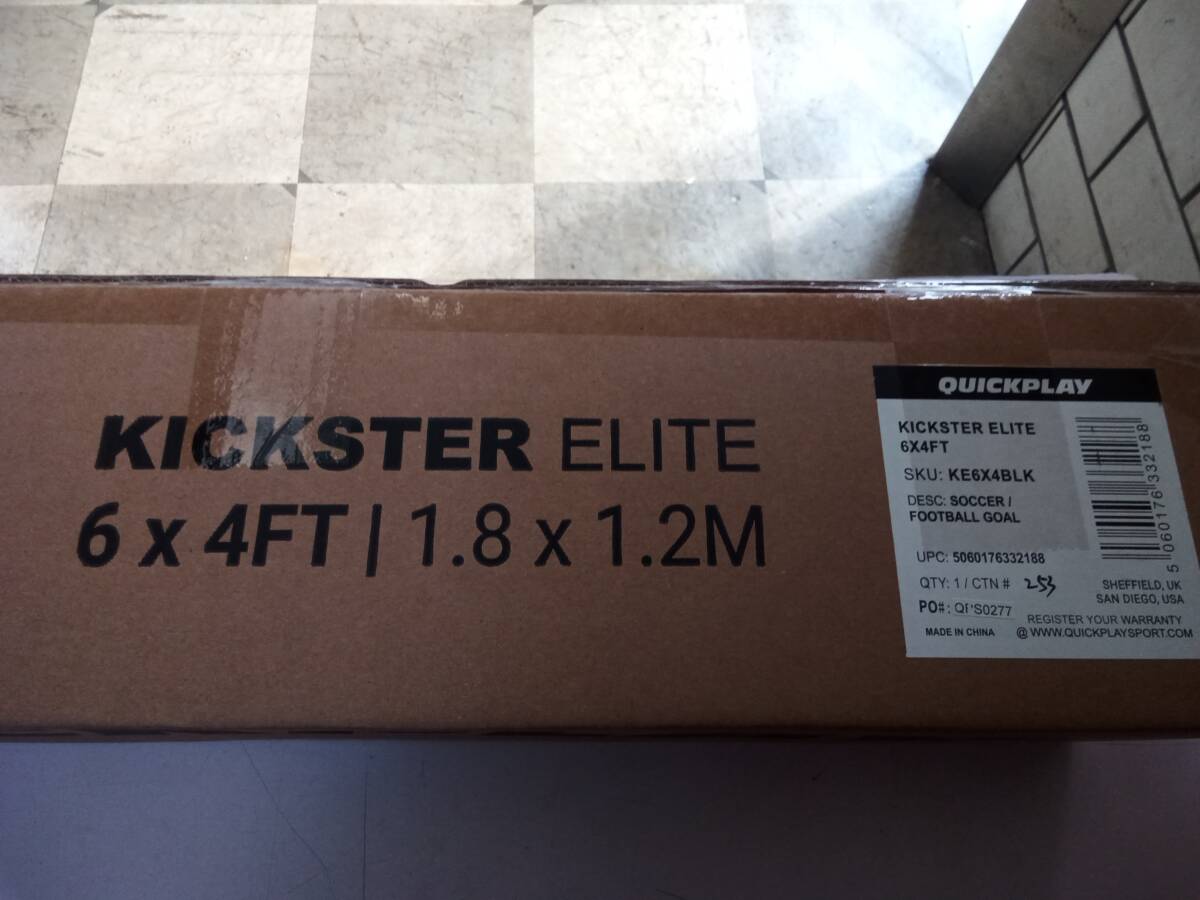 KICKSTER ELITE
6 x 4FT | 1.8 x 1.2M
QUICKPLAY
KICKSTER ELITE
6X4FT
SKU: KE6X4BLK
DESC: SOCCER /
FOOTBALL GOAL
UPC: 5060176332188
QTY: 1 / CTN # 253
PO#:
MADE IN CHINA
5 060176 332188
SHEFFIELD, UK
SAN DIEGO, USA
REGISTER YOUR WARRANTY
@ WWW.QUICKPLAYSPORT.COM